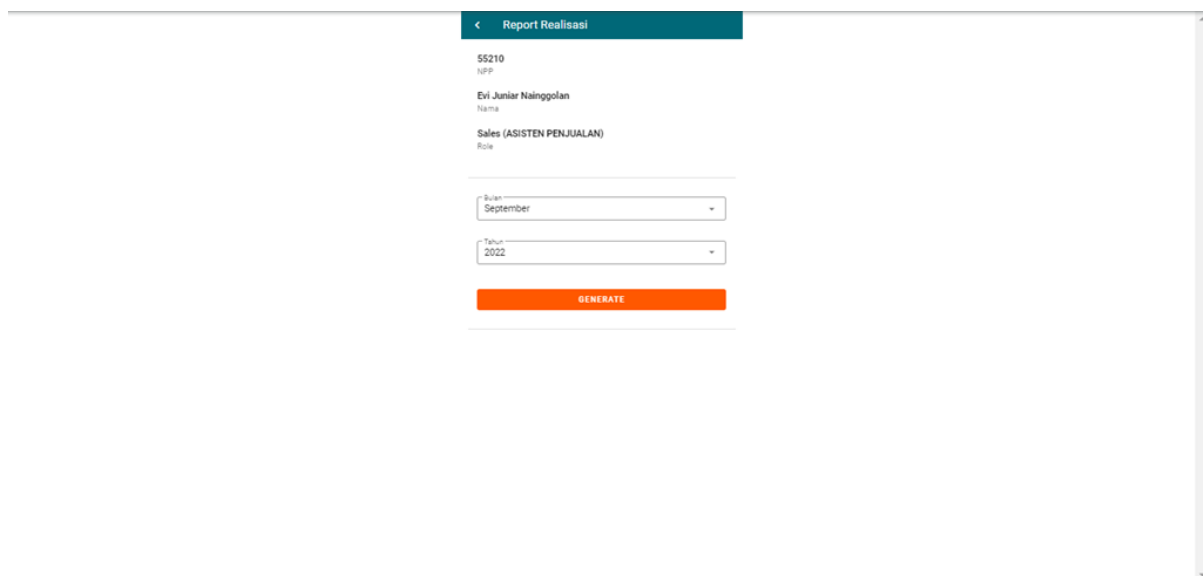 Report Realisasi
55210
NPP
Evi Juniar Nainggolan
Nama
Sales (ASISTEN PENJUALAN)
Role
Bulan
September
Tahun
2022
GENERATE